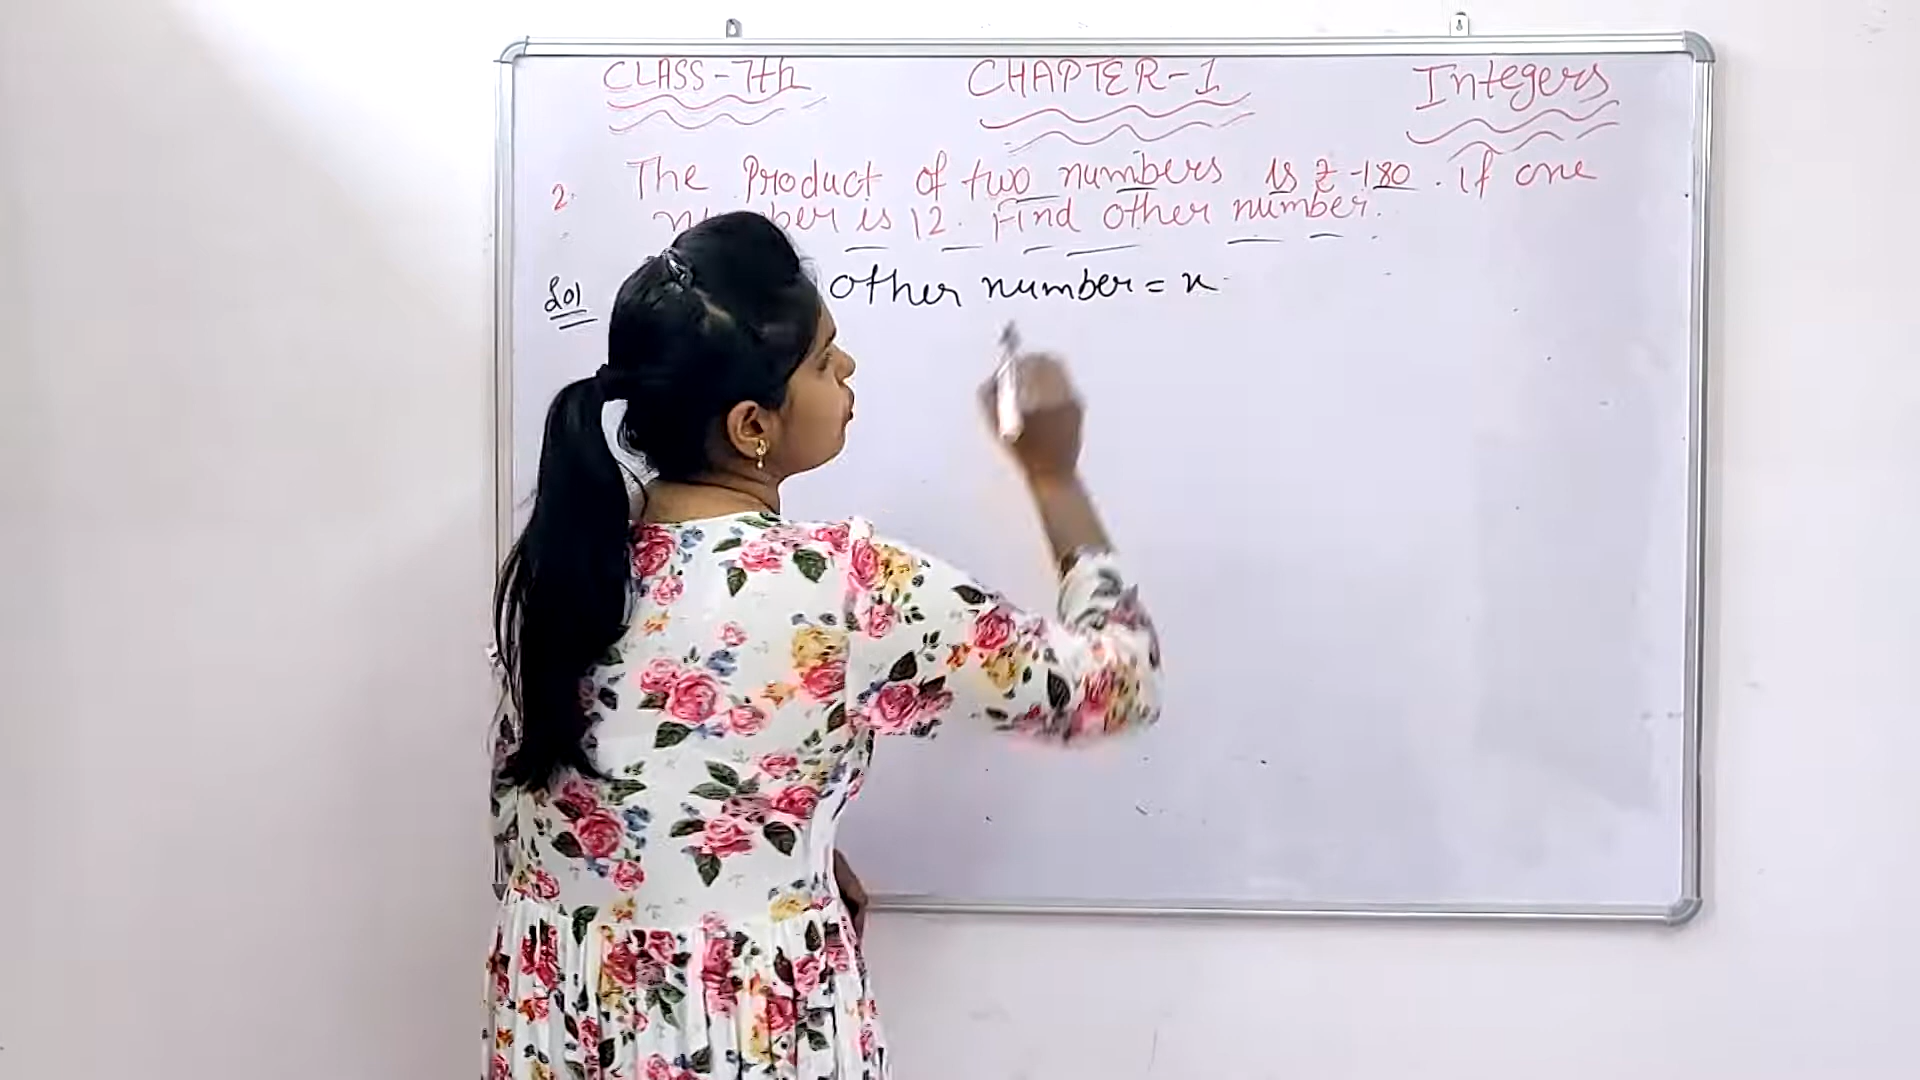 CLASS-7th CHAPTER-1 Integers
2. The Product of two numbers is ₹ -180. If one
is 12. Find other number.
Sol
other number = x